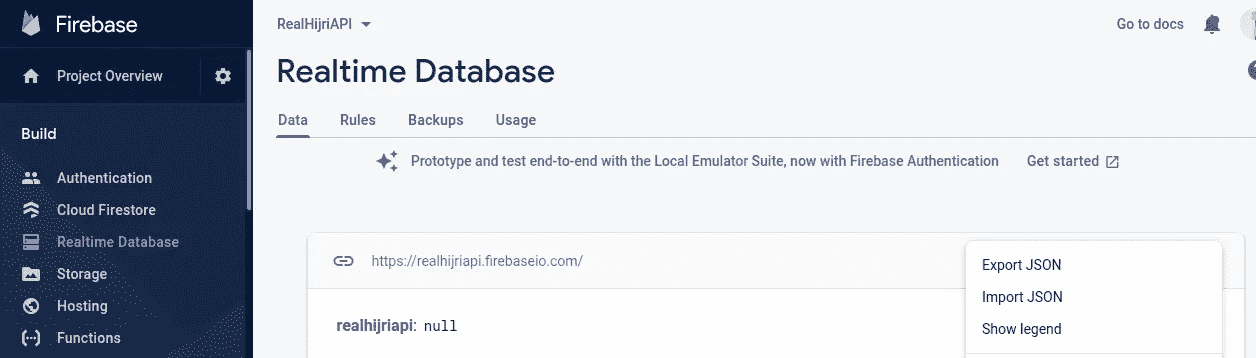 Firebase
Project Overview
Build
Authentication
Cloud Firestore
Realtime Database
Storage
Hosting
Functions
RealHijriAPI
Go to docs
Realtime Database
Data Rules Backups Usage
Prototype and test end-to-end with the Local Emulator Suite, now with Firebase Authentication Get started
https://realhijriapi.firebaseio.com/
realhijriapi: null
Export JSON
Import JSON
Show legend